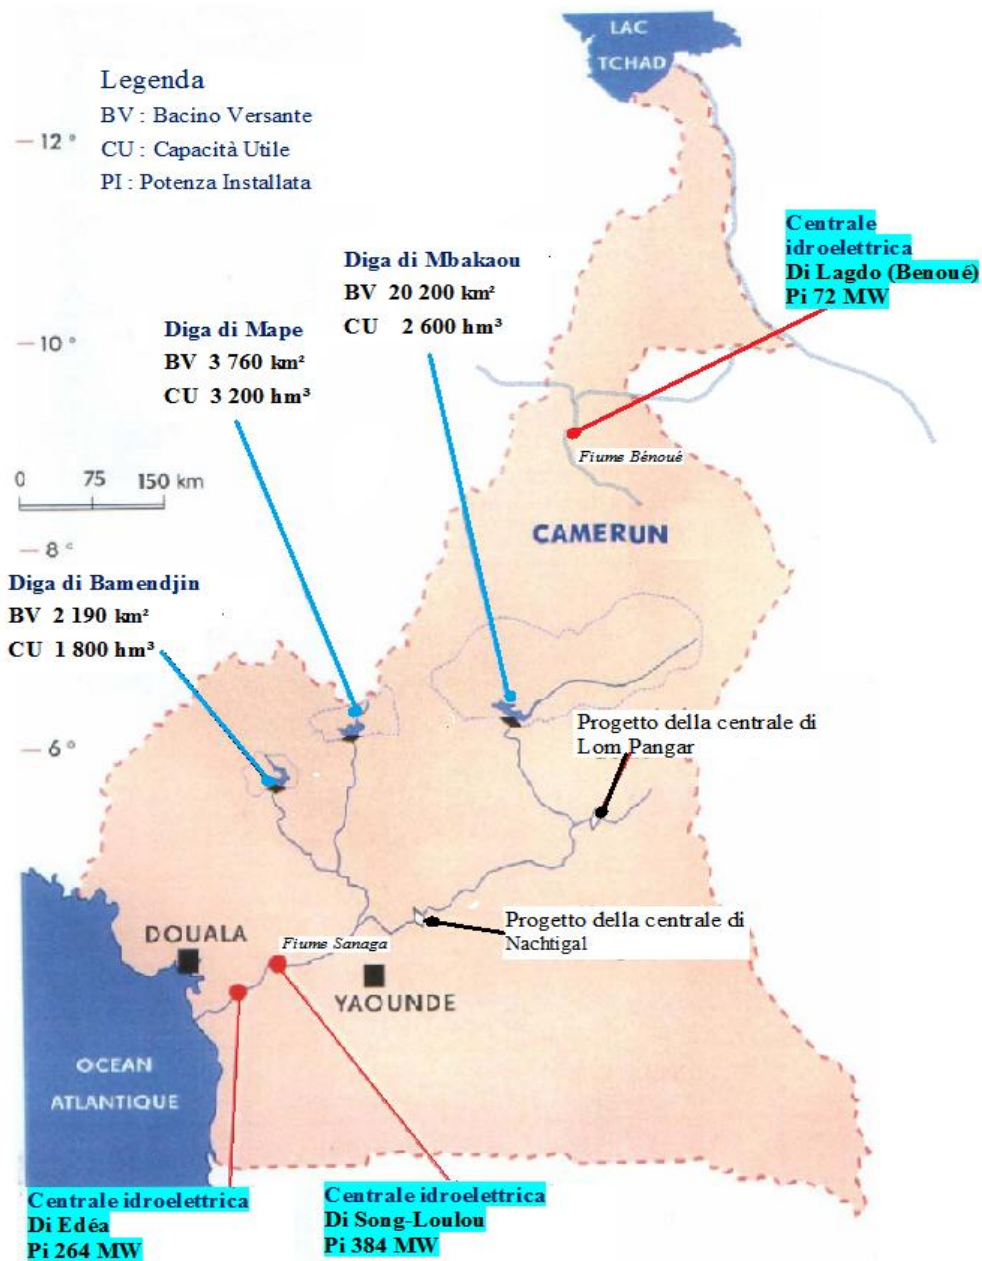 LAC
TCHAD
Legenda
BV : Bacino Versante
CU : Capacità Utile
PI : Potenza Installata
12 °
Centrale
idroelettrica
Di Lagdo (Benoué)
Pi 72 MW
Diga di Mbakaou
BV 20 200 km²
CU 2 600 hm³
Diga di Mape
BV 3 760 km²
CU 3 200 hm³
10 °
Fiume Bénoué
0 75 150 km
CAMERUN
8 °
Diga di Bamendjin
BV 2 190 km²
CU 1 800 hm³
Progetto della centrale di
Lom Pangar
6 °
Progetto della centrale di
Nachtigal
DOUALA
Fiume Sanaga
YAOUNDE
OCEAN
ATLANTIQUE
Centrale idroelettrica
Di Edéa
Pi 264 MW
Centrale idroelettrica
Di Song-Loulou
Pi 384 MW